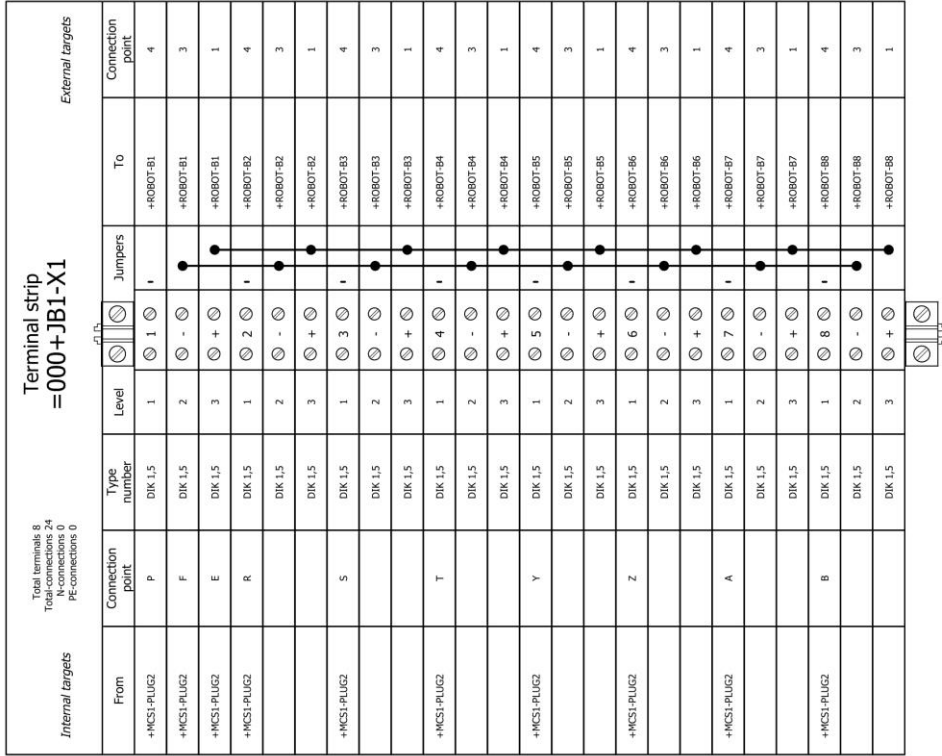 Terminal strip
=000+JB1-X1
Total terminals 8
Total-connections 24
N-connections 0
PE-connections 0
Internal targets
External targets
From Connection point Type number Level Jumpers To Connection point
+MCS1-PLUG2 P DIK 1,5 1 1 - +ROBOT-B1 4
+MCS1-PLUG2 F DIK 1,5 2 - +ROBOT-B1 3
+MCS1-PLUG2 E DIK 1,5 3 + +ROBOT-B1 1
+MCS1-PLUG2 R DIK 1,5 1 2 - +ROBOT-B2 4
DIK 1,5 2 - +ROBOT-B2 3
DIK 1,5 3 + +ROBOT-B2 1
+MCS1-PLUG2 S DIK 1,5 1 3 - +ROBOT-B3 4
DIK 1,5 2 - +ROBOT-B3 3
DIK 1,5 3 + +ROBOT-B3 1
+MCS1-PLUG2 T DIK 1,5 1 4 - +ROBOT-B4 4
DIK 1,5 2 - +ROBOT-B4 3
DIK 1,5 3 + +ROBOT-B4 1
+MCS1-PLUG2 Y DIK 1,5 1 5 - +ROBOT-B5 4
DIK 1,5 2 - +ROBOT-B5 3
DIK 1,5 3 + +ROBOT-B5 1
+MCS1-PLUG2 Z DIK 1,5 1 6 - +ROBOT-B6 4
DIK 1,5 2 - +ROBOT-B6 3
DIK 1,5 3 + +ROBOT-B6 1
+MCS1-PLUG2 A DIK 1,5 1 7 - +ROBOT-B7 4
DIK 1,5 2 - +ROBOT-B7 3
DIK 1,5 3 + +ROBOT-B7 1
+MCS1-PLUG2 B DIK 1,5 1 8 - +ROBOT-B8 4
DIK 1,5 2 - +ROBOT-B8 3
DIK 1,5 3 + +ROBOT-B8 1